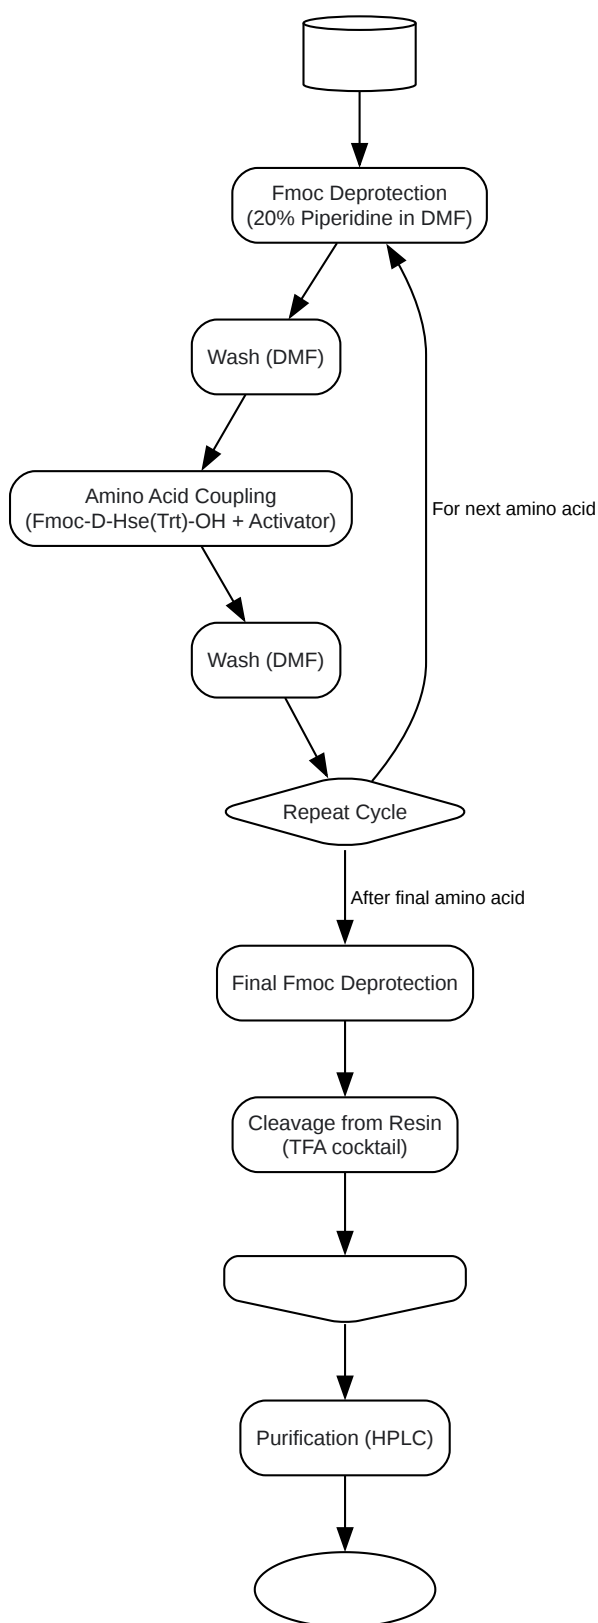 Fmoc Deprotection
(20% Piperidine in DMF)
Wash (DMF)
Amino Acid Coupling
(Fmoc-D-Hse(Trt)-OH + Activator)
For next amino acid
Wash (DMF)
Repeat Cycle
After final amino acid
Final Fmoc Deprotection
Cleavage from Resin
(TFA cocktail)
Purification (HPLC)